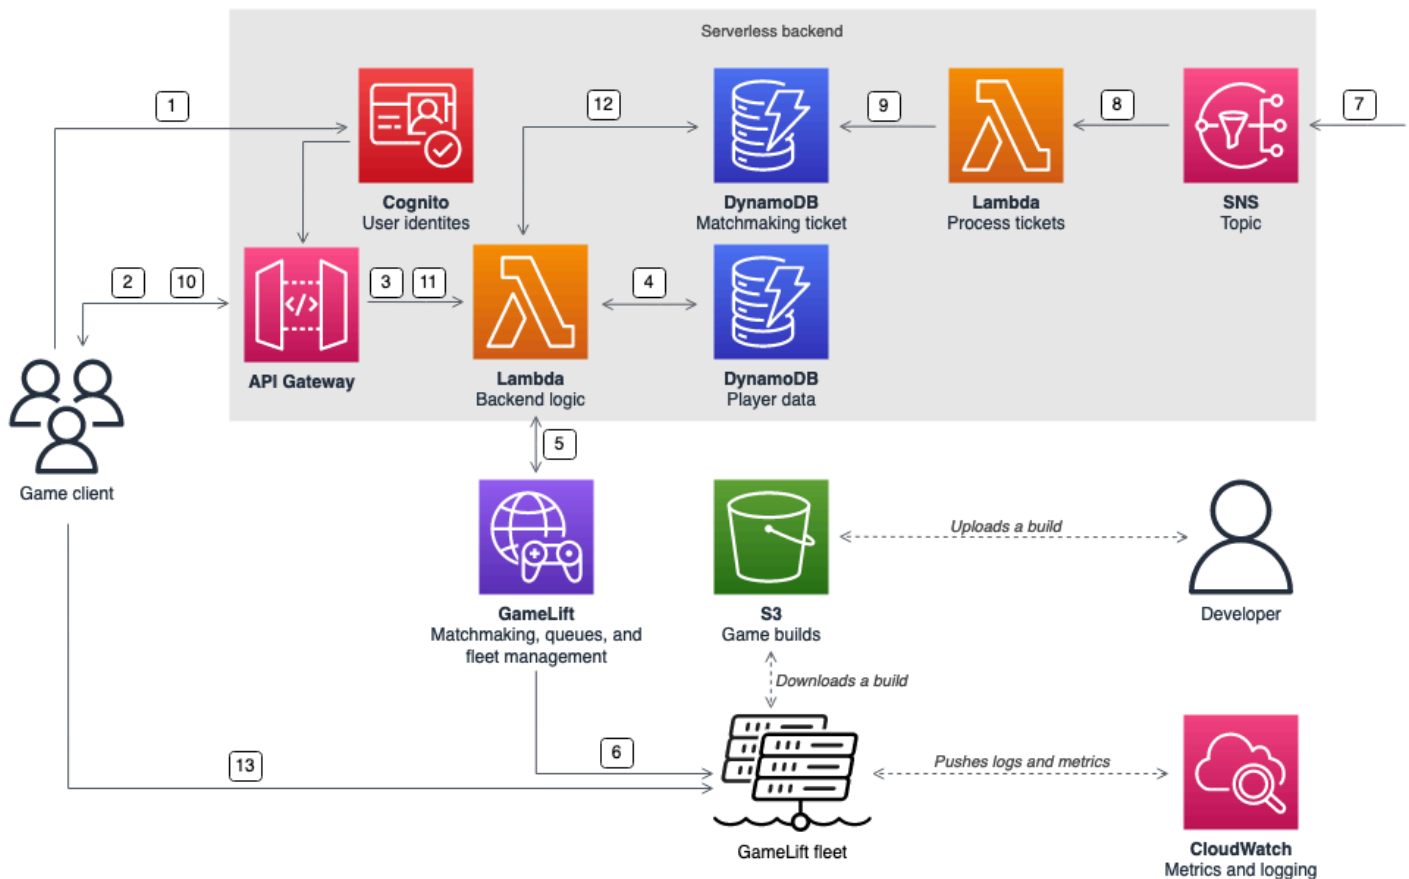 Serverless backend
1
12
9
8
7
Cognito
User identites
DynamoDB
Matchmaking ticket
Lambda
Process tickets
SNS
Topic
2
10
3
11
4
API Gateway
Lambda
Backend logic
DynamoDB
Player data
5
Game client
Uploads a build
GameLift
Matchmaking, queues, and
fleet management
S3
Game builds
Developer
Downloads a build
6
13
Pushes logs and metrics
GameLift fleet
CloudWatch
Metrics and logging